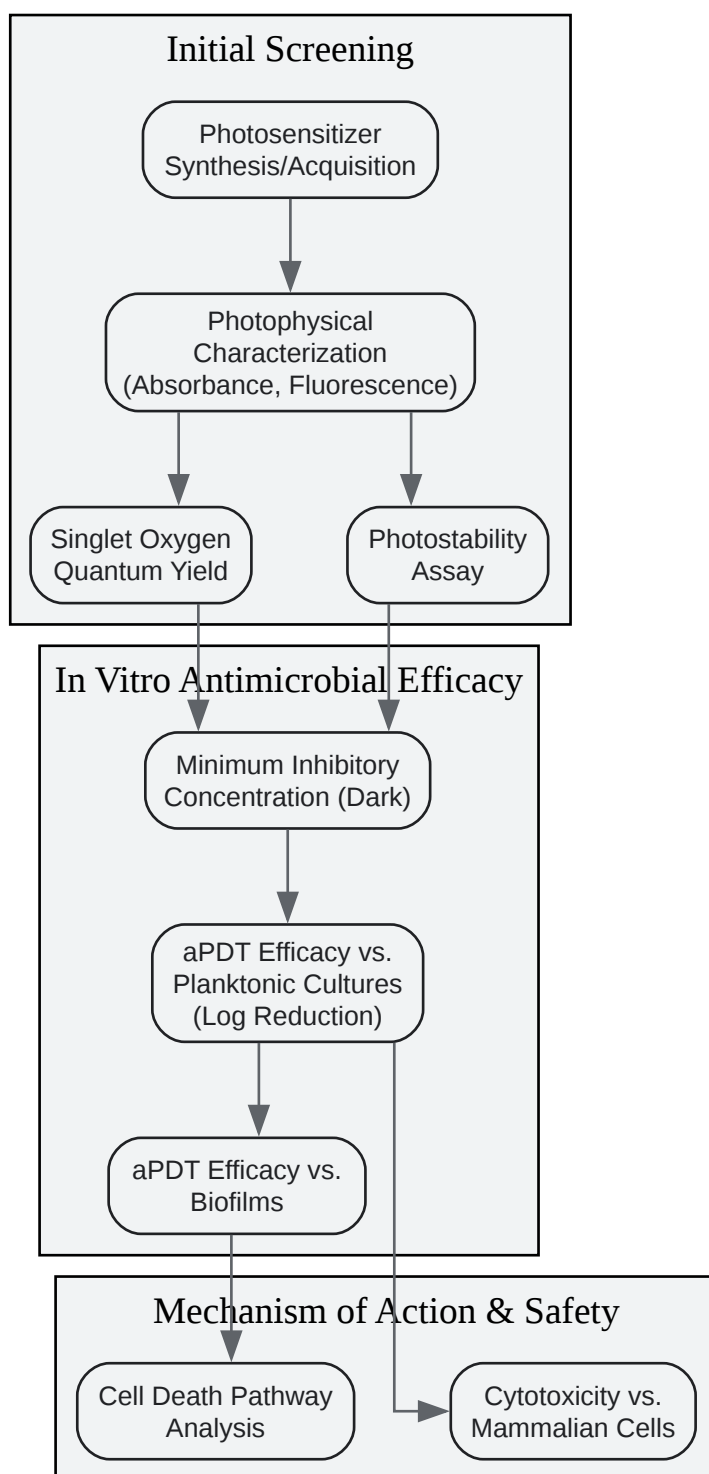 Initial Screening
Photosensitizer
Synthesis/Acquisition
Photophysical
Characterization
(Absorbance, Fluorescence)
Singlet Oxygen
Quantum Yield
Photostability
Assay
In Vitro Antimicrobial Efficacy
Minimum Inhibitory
Concentration (Dark)
aPDT Efficacy vs.
Planktonic Cultures
(Log Reduction)
aPDT Efficacy vs.
Biofilms
Mechanism of Action & Safety
Cell Death Pathway
Analysis
Cytotoxicity vs.
Mammalian Cells